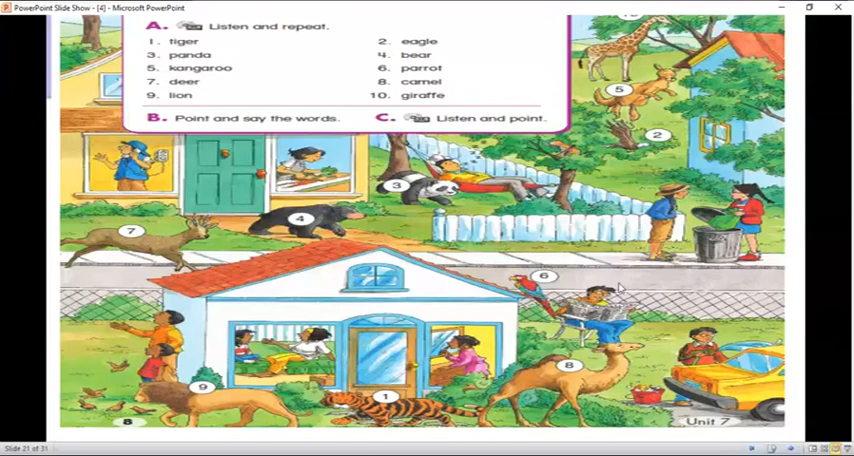 PowerPoint Slide Show - [4] - PowerPoint
A. Listen and repeat.
1. tiger 2. eagle
3. panda 4. bear
5. kangaroo 6. parrot
7. deer 8. camel
9. lion 10. giraffe
B. Point and say the words. C. Listen and point.
5
2
3
4
7
6
8
9
1
8 Unit 7
Slide 21 of 31